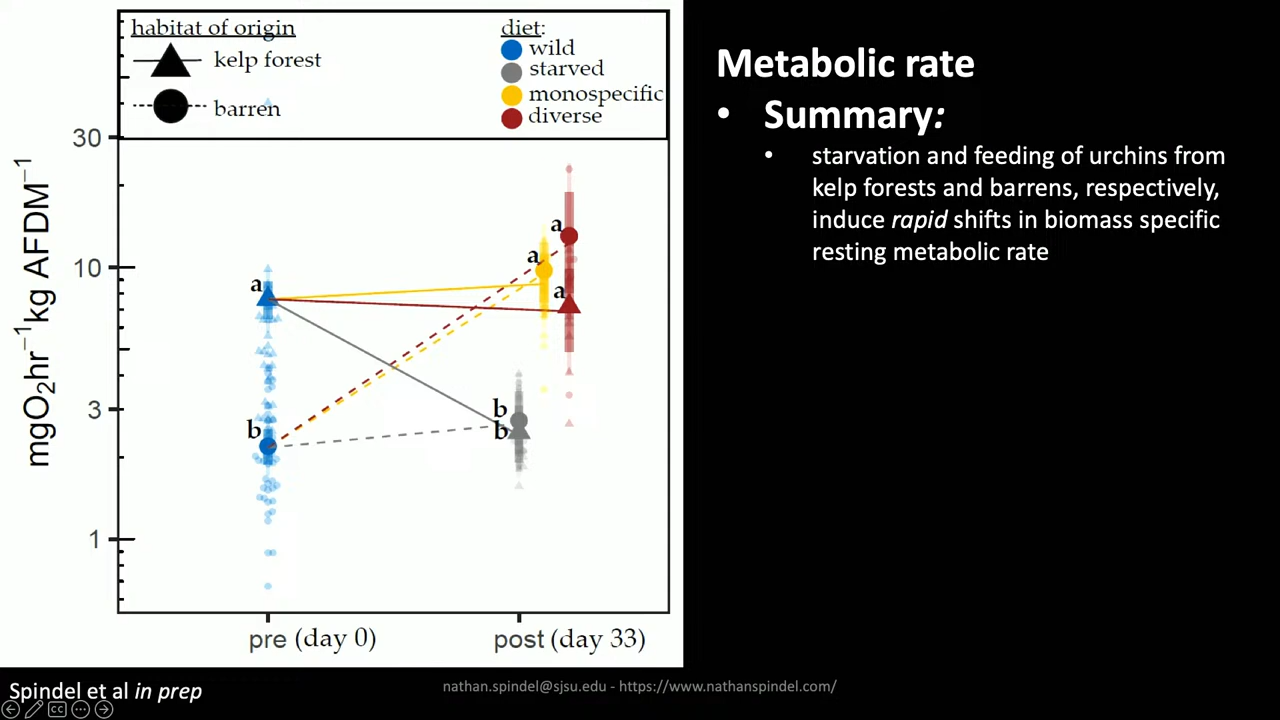 habitat of origin
kelp forest
barren
diet:
wild
starved
monospecific
diverse
30
10
3
1
mgO₂hr⁻¹kg AFDM⁻¹
a
b
a
a
a
b
b
pre (day 0)
post (day 33)
Metabolic rate
• Summary:
• starvation and feeding of urchins from
kelp forests and barrens, respectively,
induce rapid shifts in biomass specific
resting metabolic rate
Spindel et al in prep
nathan.spindel@sjsu.edu - https://www.nathanspindel.com/
CC